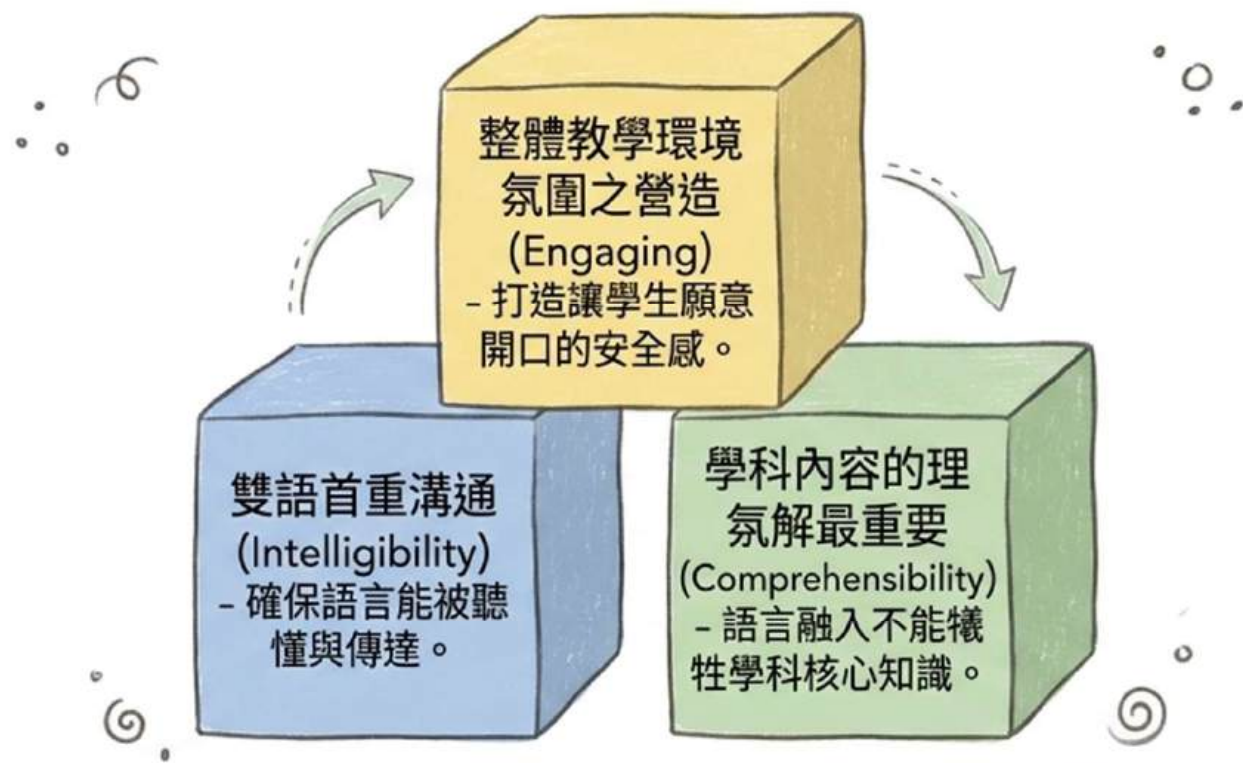 整體教學環境
氛圍之營造
(Engaging)
– 打造讓學生願意
開口的安全感。
雙語首重溝通
(Intelligibility)
– 確保語言能被聽
懂與傳達。
學科內容的理
氛解最重要
(Comprehensibility)
– 語言融入不能犧
牲學科核心知識。